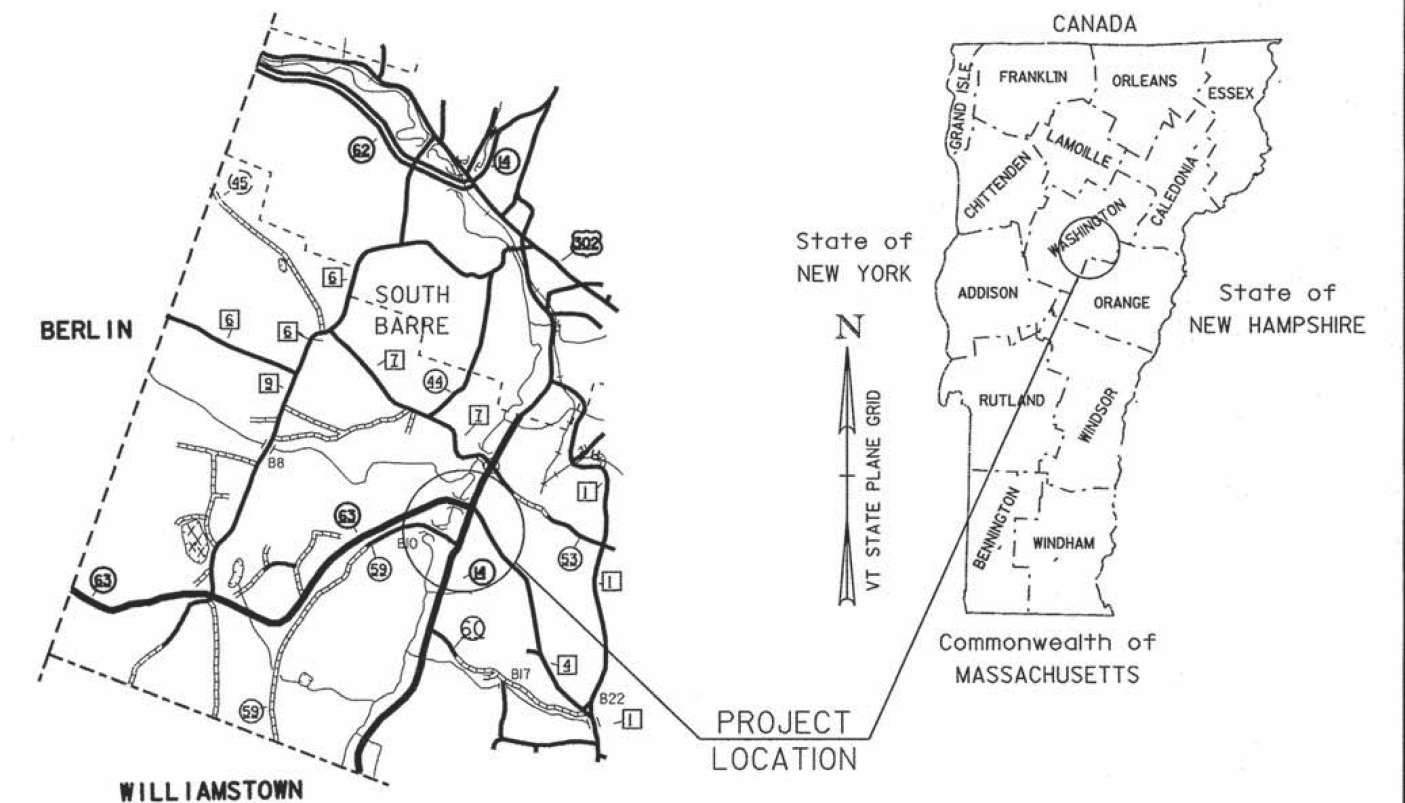 CANADA
GRAND ISLE
FRANKLIN
ORLEANS
ESSEX
LAMOILLE
CHITTENDEN
CALEDONIA
WASHINGTON
State of
NEW YORK
ADDISON
ORANGE
State of
NEW HAMPSHIRE
RUTLAND
WINDSOR
BENNINGTON
WINDHAM
Commonwealth of
MASSACHUSETTS
N
VT STATE PLANE GRID
62
14
45
302
6
SOUTH
BARRE
BERLIN
6
6
7
9
44
7
B8
1
63
B10
59
14
53
63
1
60
4
B17
B22
59
1
PROJECT
LOCATION
WILLIAMSTOWN